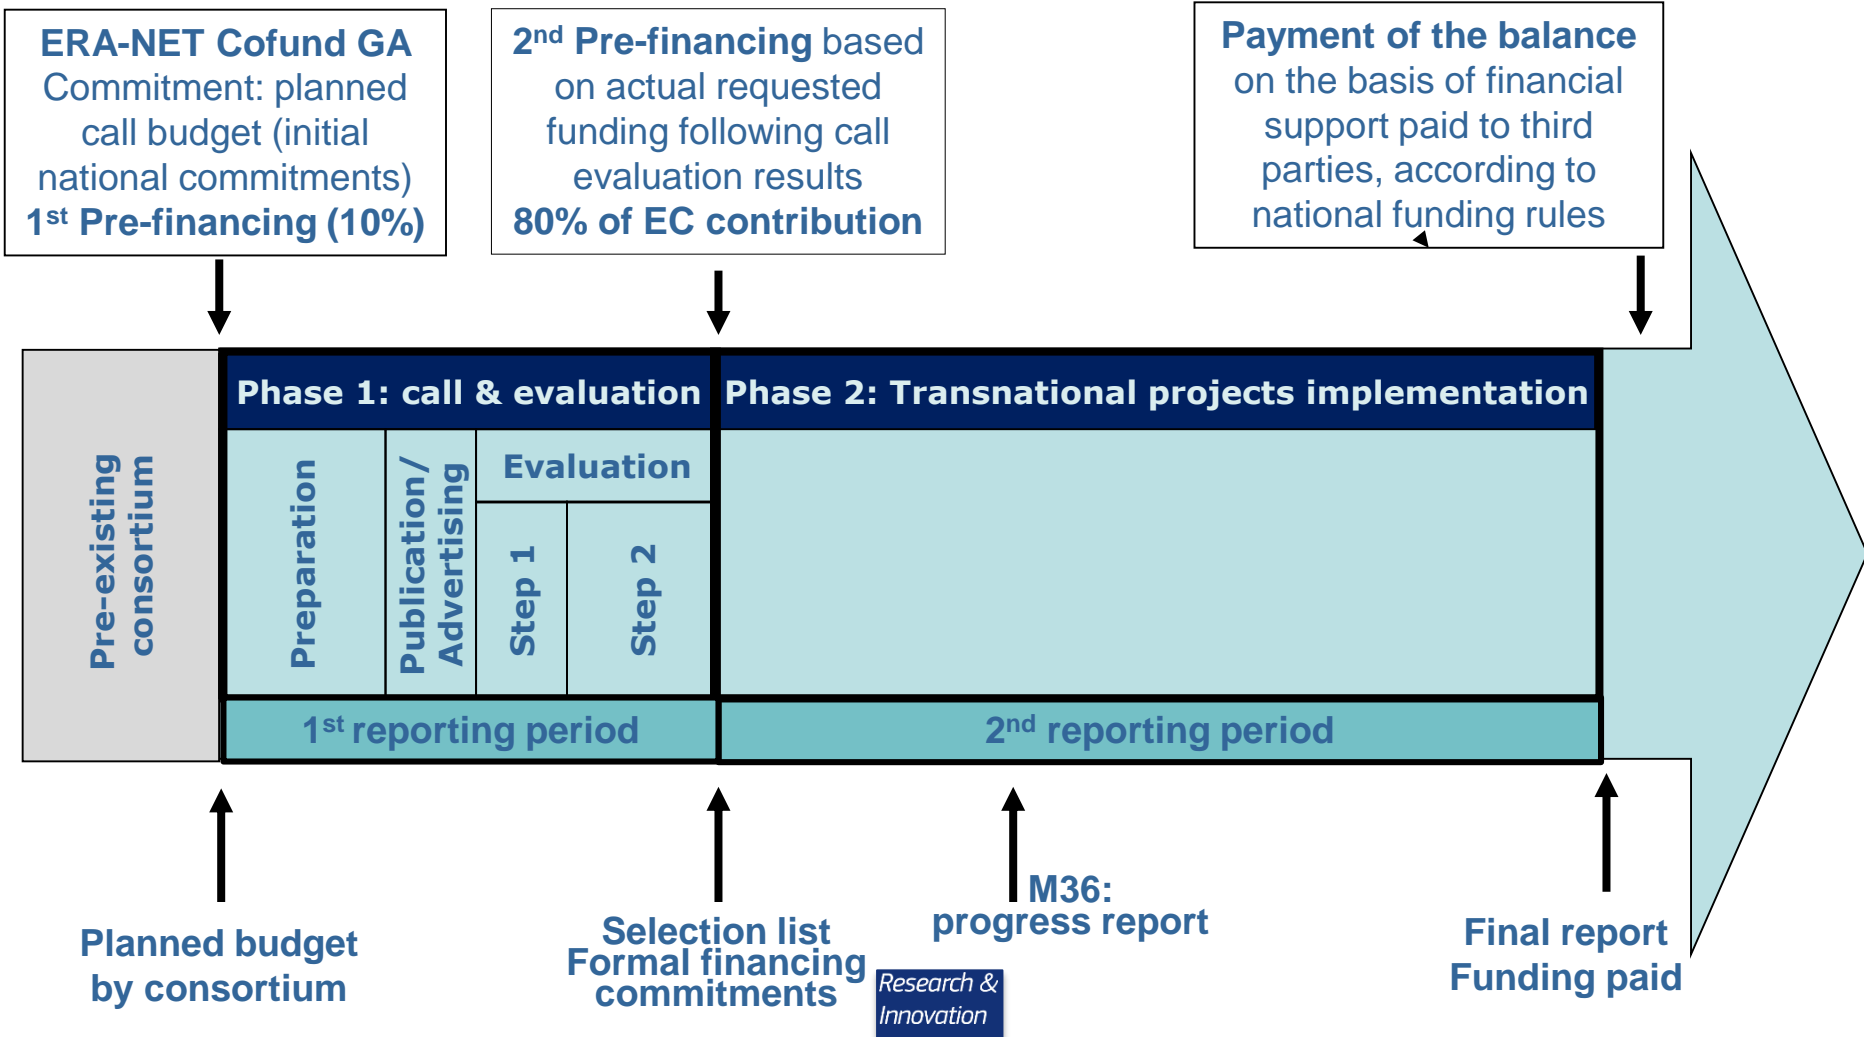 ERA-NET Cofund GA
Commitment: planned
call budget (initial
national commitments)
1st Pre-financing (10%)
2nd Pre-financing based
on actual requested
funding following call
evaluation results
80% of EC contribution
Payment of the balance
on the basis of financial
support paid to third
parties, according to
national funding rules
Pre-existing
consortium
Phase 1: call & evaluation
Phase 2: Transnational projects implementation
Preparation
Publication/
Advertising
Evaluation
Step 1
Step 2
1st reporting period
2nd reporting period
Planned budget
by consortium
Selection list
Formal financing
commitments
M36:
progress report
Final report
Funding paid
Research &
Innovation